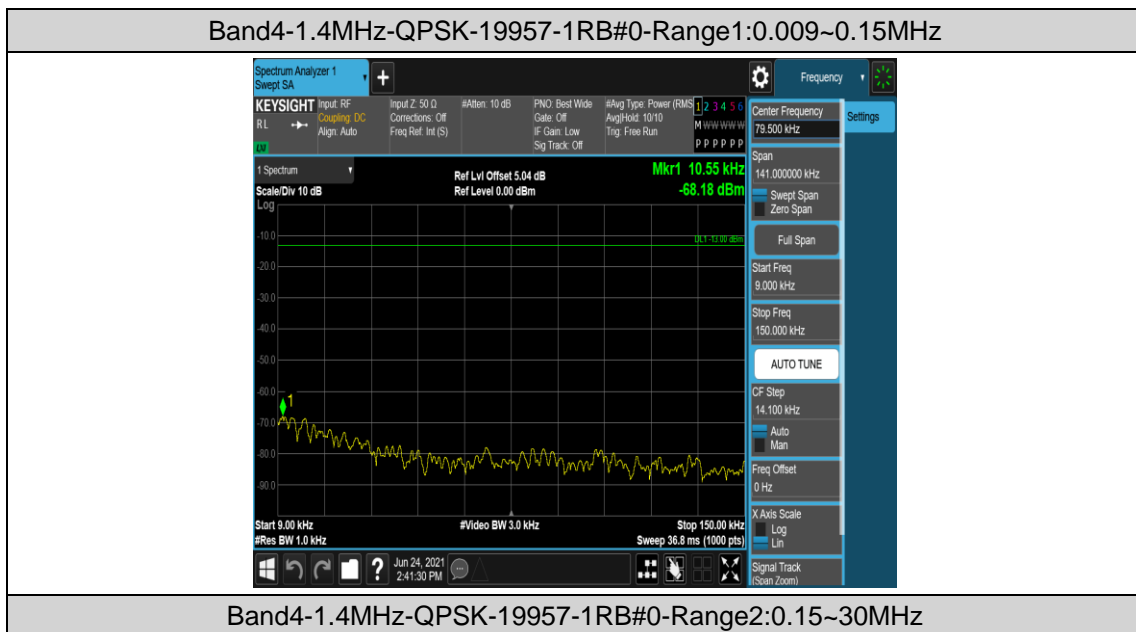 Band4-1.4MHz-QPSK-19957-1RB#0-Range1:0.009~0.15MHz
Spectrum Analyzer 1
Swept SA
Frequency
KEYSIGHT
RL
LXI
Input: RF
Coupling: DC
Align: Auto
Input Z: 50 Ω
Corrections: Off
Freq Ref: Int (S)
#Atten: 10 dB
PNO: Best Wide
Gate: Off
IF Gain: Low
Sig Track: Off
#Avg Type: Power (RMS
Avg|Hold: 10/10
Trig: Free Run
1 2 3 4 5 6
M W W W W W
P P P P P P
Center Frequency
79.500 kHz
Settings
1 Spectrum
Scale/Div 10 dB
Ref Lvl Offset 5.04 dB
Ref Level 0.00 dBm
Mkr1 10.55 kHz
-68.18 dBm
Log
-10.0
-20.0
-30.0
-40.0
-50.0
-60.0
-70.0
-80.0
-90.0
DL1 -13.00 dBm
1
Start 9.00 kHz
#Res BW 1.0 kHz
#Video BW 3.0 kHz
Stop 150.00 kHz
Sweep 36.8 ms (1000 pts)
Span
141.000000 kHz
Swept Span
Zero Span
Full Span
Start Freq
9.000 kHz
Stop Freq
150.000 kHz
AUTO TUNE
CF Step
14.100 kHz
Auto
Man
Freq Offset
0 Hz
X Axis Scale
Log
Lin
Signal Track
(Span Zoom)
?
Jun 24, 2021
2:41:30 PM
Band4-1.4MHz-QPSK-19957-1RB#0-Range2:0.15~30MHz